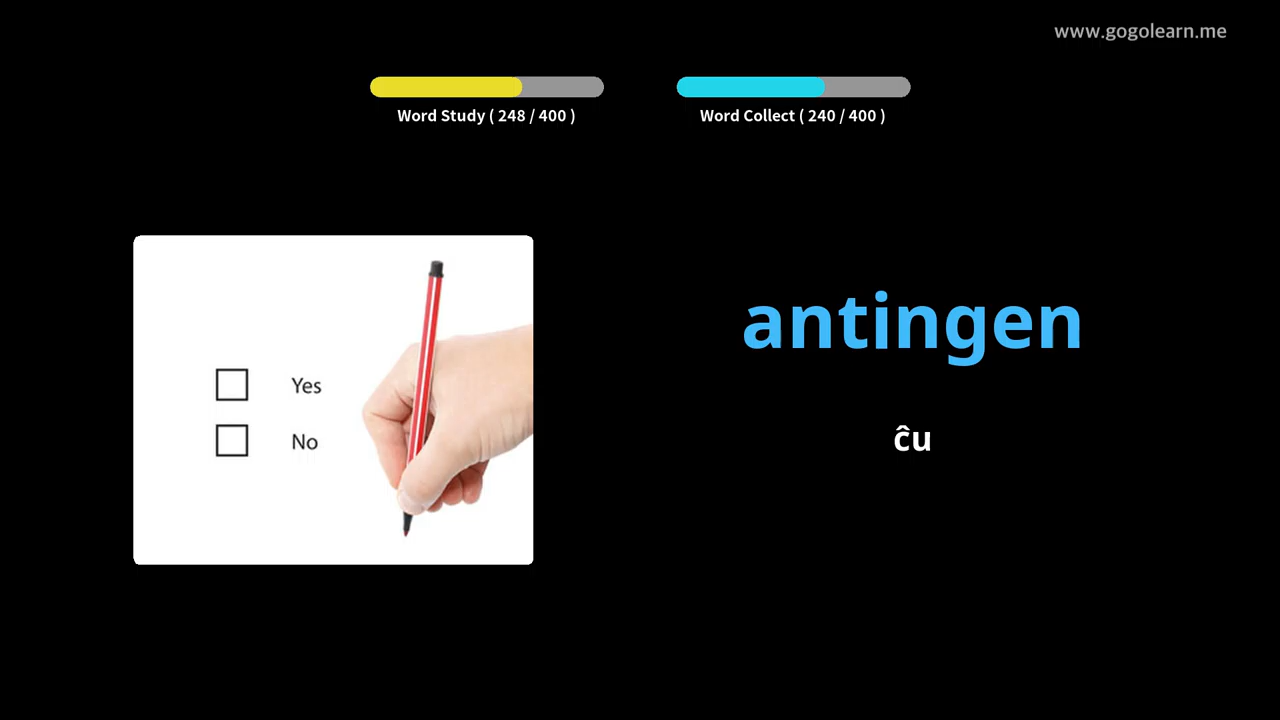 www.gogolearn.me
Word Study ( 248 / 400 )
Word Collect ( 240 / 400 )
antingen
ĉu
Yes
No